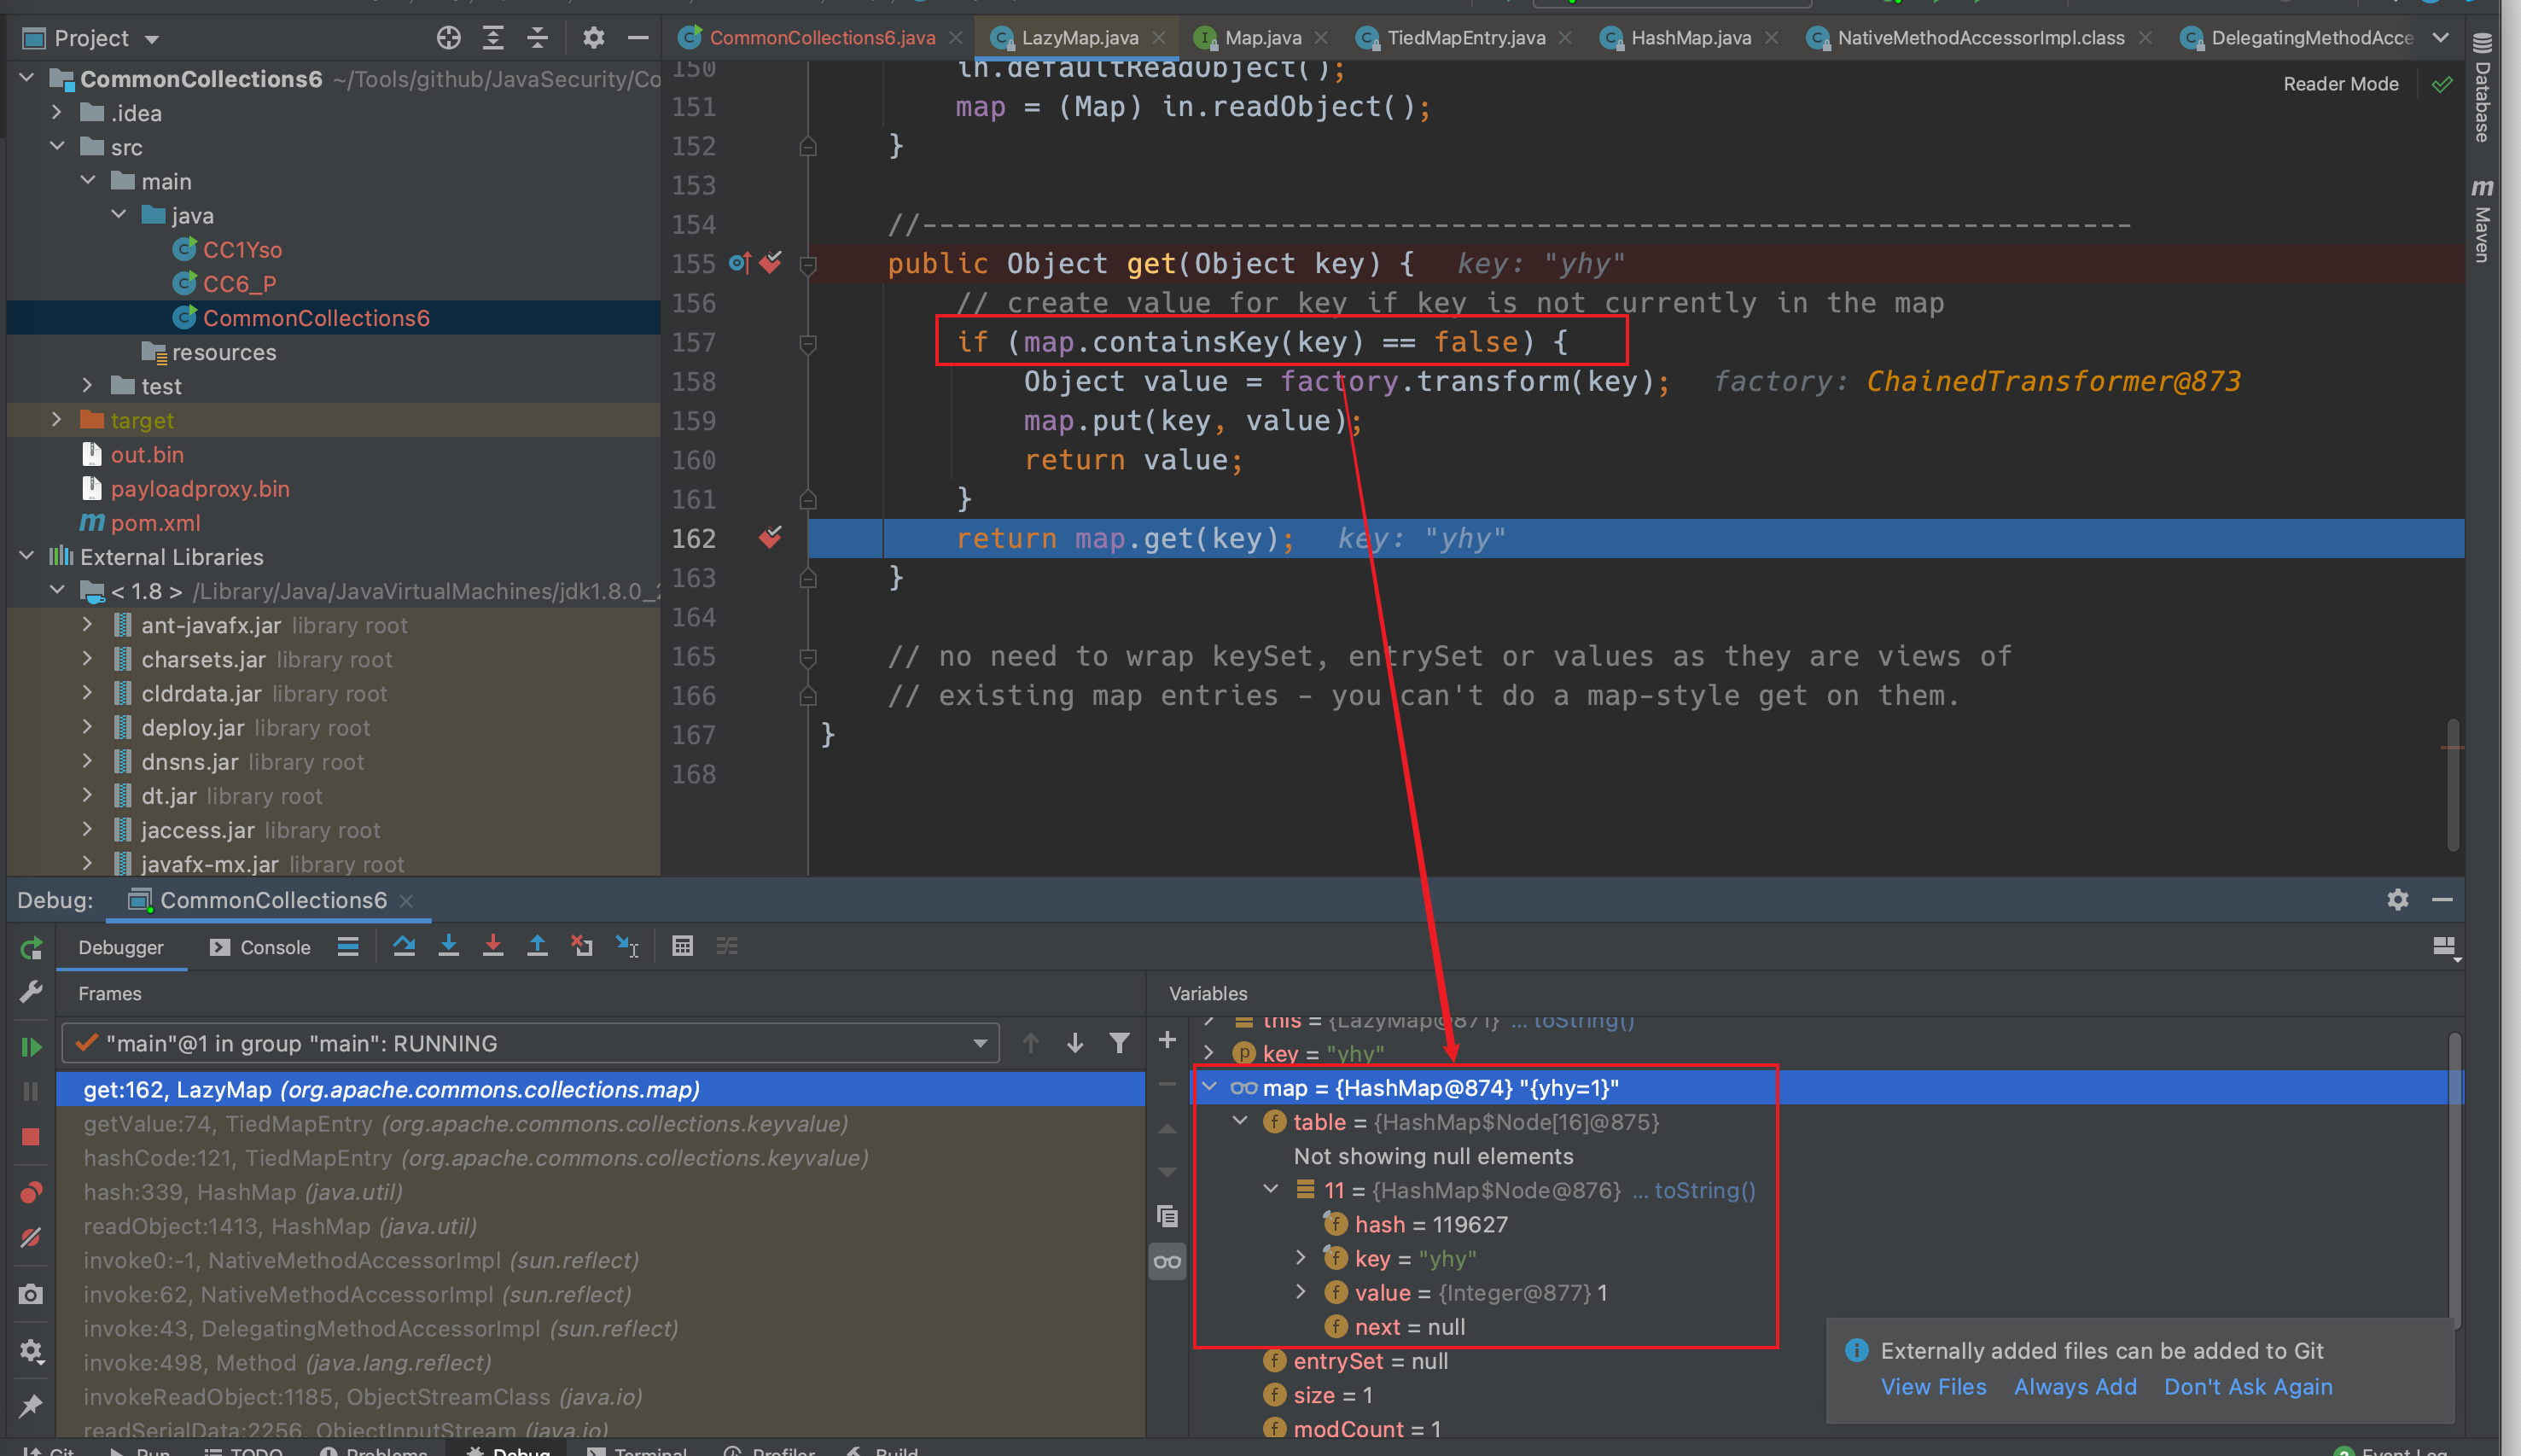 Project
CommonCollections6.java
LazyMap.java
Map.java
TiedMapEntry.java
HashMap.java
NativeMethodAccessorImpl.class
DelegatingMethodAcce
CommonCollections6 ~/Tools/github/JavaSecurity/Co
.idea
src
main
java
CC1Yso
CC6_P
CommonCollections6
resources
test
target
out.bin
payloadproxy.bin
pom.xml
External Libraries
< 1.8 > /Library/Java/JavaVirtualMachines/jdk1.8.0_2
ant-javafx.jar library root
charsets.jar library root
cldrdata.jar library root
deploy.jar library root
dnsns.jar library root
dt.jar library root
jaccess.jar library root
javafx-mx.jar library root
Reader Mode
150 in.defaultReadObject();
151 map = (Map) in.readObject();
152 }
153
154 //-----------------------------------------------------------------------
155 public Object get(Object key) { key: "yhy"
156 // create value for key if key is not currently in the map
157 if (map.containsKey(key) == false) {
158 Object value = factory.transform(key); factory: ChainedTransformer@873
159 map.put(key, value);
160 return value;
161 }
162 return map.get(key); key: "yhy"
163 }
164
165 // no need to wrap keySet, entrySet or values as they are views of
166 // existing map entries - you can't do a map-style get on them.
167 }
168
Database
m Maven
Debug: CommonCollections6
Debugger
Console
Frames
"main"@1 in group "main": RUNNING
get:162, LazyMap (org.apache.commons.collections.map)
getValue:74, TiedMapEntry (org.apache.commons.collections.keyvalue)
hashCode:121, TiedMapEntry (org.apache.commons.collections.keyvalue)
hash:339, HashMap (java.util)
readObject:1413, HashMap (java.util)
invoke0:-1, NativeMethodAccessorImpl (sun.reflect)
invoke:62, NativeMethodAccessorImpl (sun.reflect)
invoke:43, DelegatingMethodAccessorImpl (sun.reflect)
invoke:498, Method (java.lang.reflect)
invokeReadObject:1185, ObjectStreamClass (java.io)
readSerialData:2256, ObjectInputStream (java.io)
Variables
this = {LazyMap@871} ... toString()
key = "yhy"
map = {HashMap@874} "{yhy=1}"
table = {HashMap$Node[16]@875}
Not showing null elements
11 = {HashMap$Node@876} ... toString()
hash = 119627
key = "yhy"
value = {Integer@877} 1
next = null
entrySet = null
size = 1
modCount = 1
Externally added files can be added to Git
View Files Always Add Don't Ask Again
Git Run TODO Problems Debug Terminal Profiler Build
2 Event Log